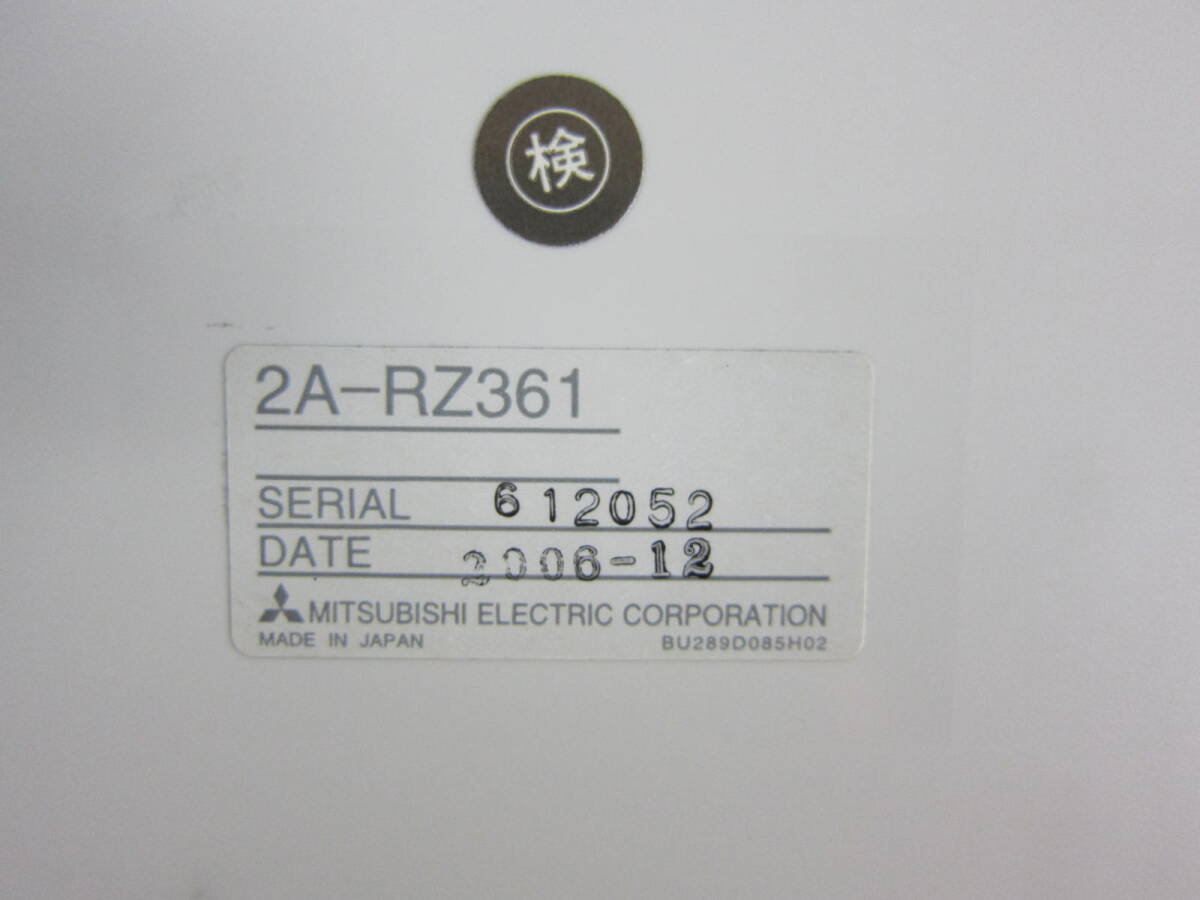 検
2A-RZ361
SERIAL 612052
DATE 2006-12
MITSUBISHI ELECTRIC CORPORATION
MADE IN JAPAN BU289D085H02